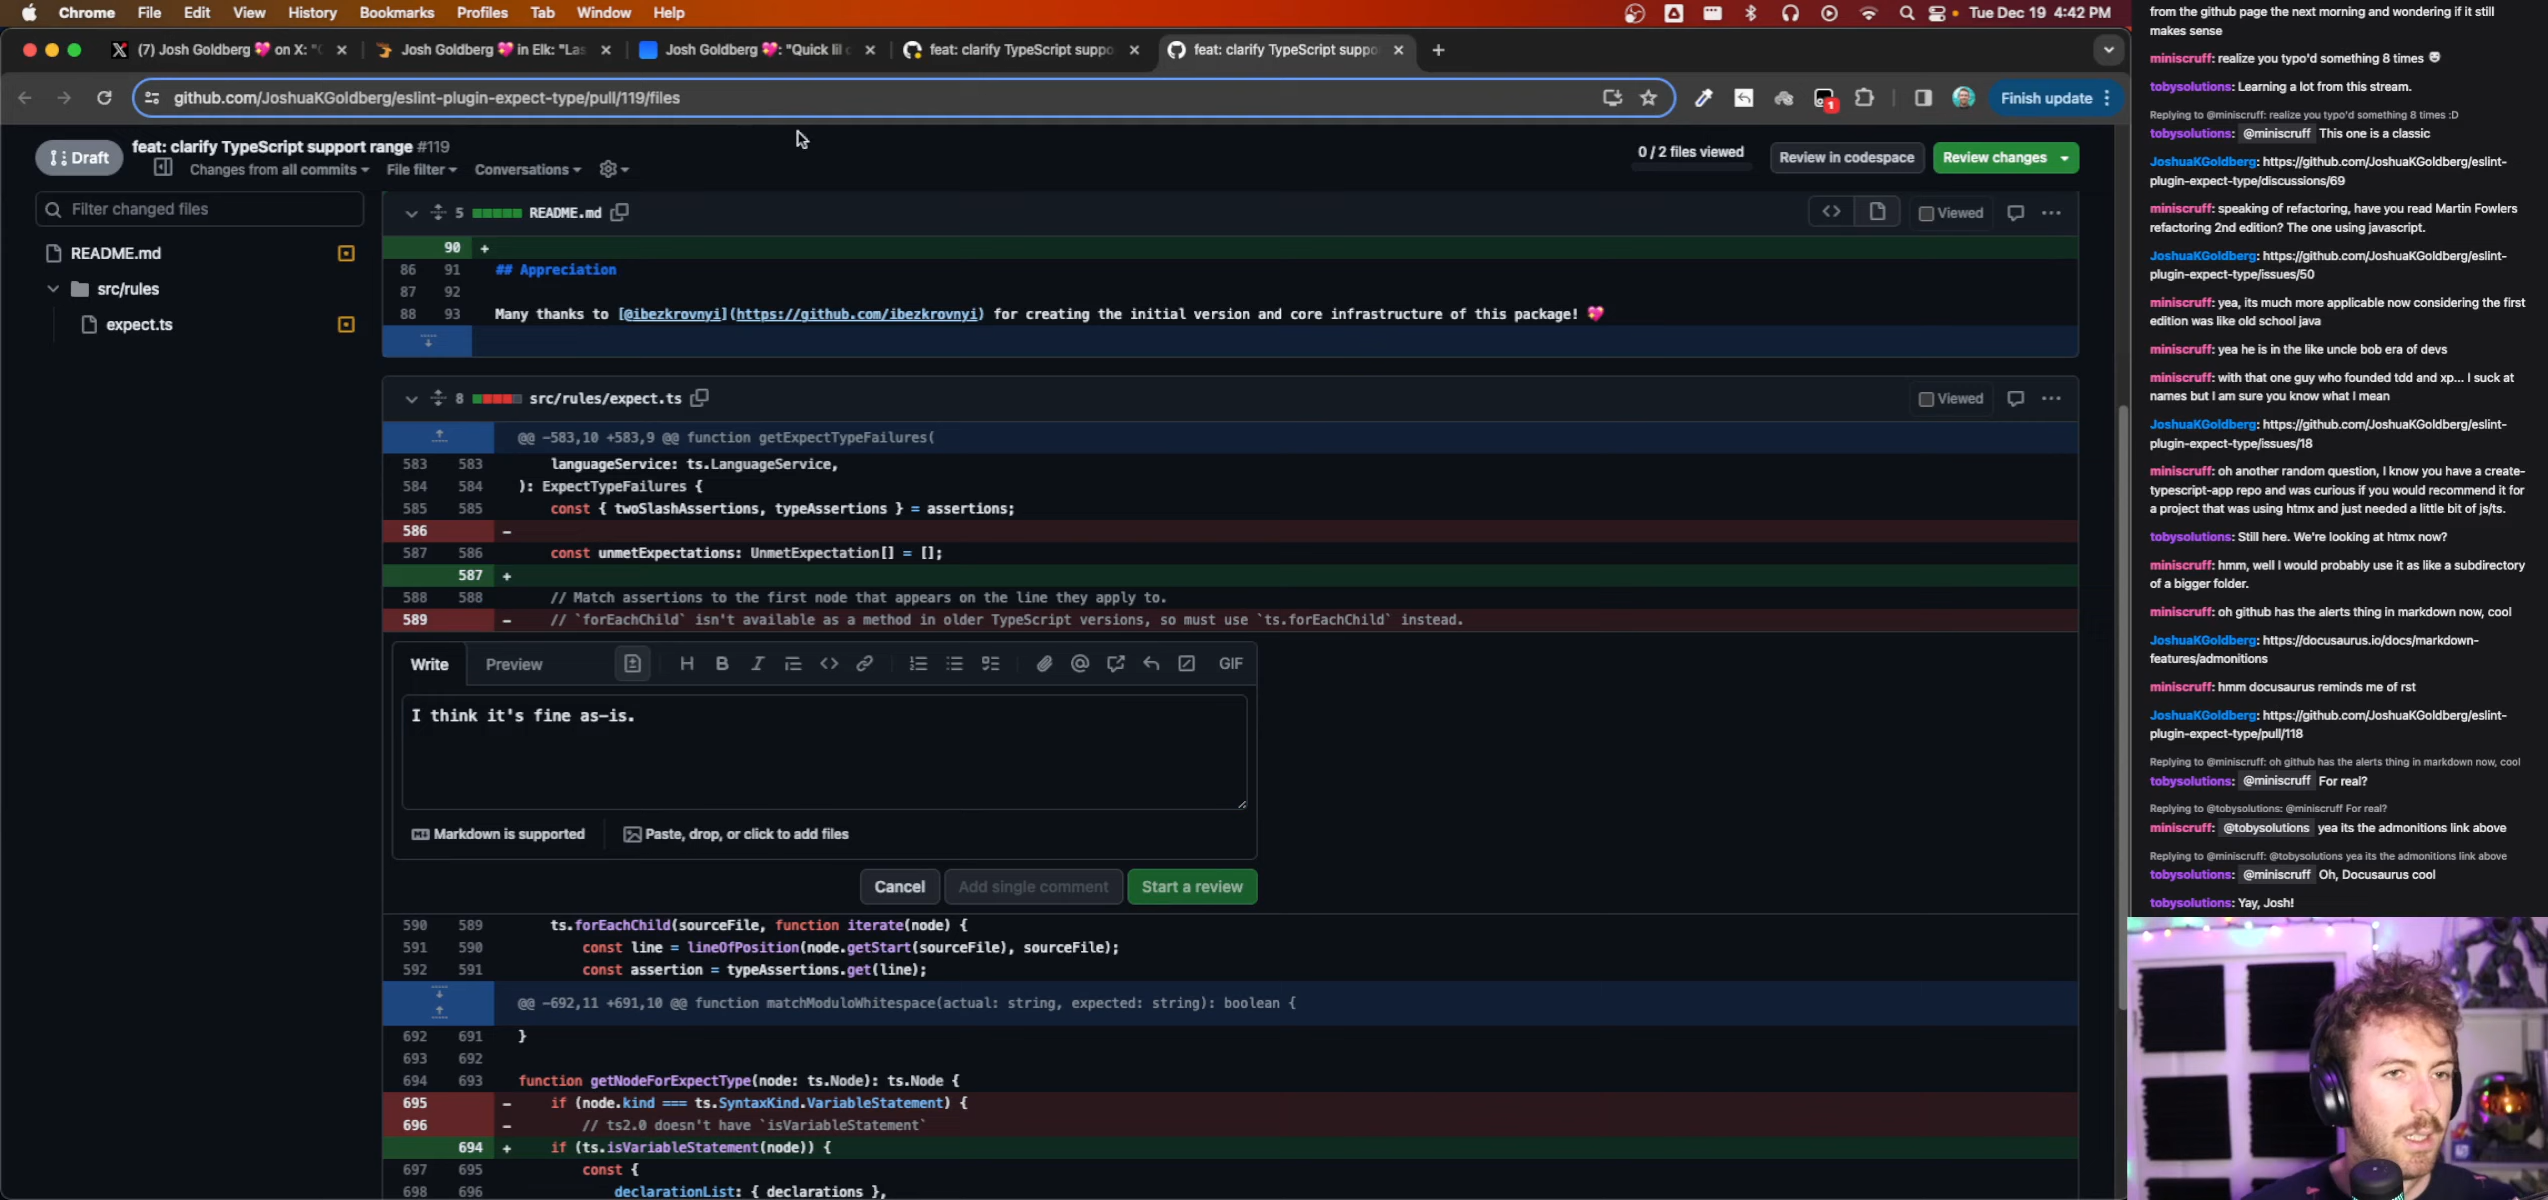 Chrome File Edit View History Bookmarks Profiles Tab Window Help Tue Dec 19 4:42 PM
(7) Josh Goldberg 💖 on X: "
Josh Goldberg 💖 in Elk: "Las
Josh Goldberg 💖: "Quick lil
feat: clarify TypeScript suppo
feat: clarify TypeScript suppo
github.com/JoshuaKGoldberg/eslint-plugin-expect-type/pull/119/files
1
Finish update
Draft
feat: clarify TypeScript support range #119
Changes from all commits File filter Conversations
0 / 2 files viewed
Review in codespace
Review changes
Filter changed files
README.md
src/rules
expect.ts
5 README.md Viewed
90 +
86 91 ## Appreciation
87 92
88 93 Many thanks to [@ibezkrovnyi](https://github.com/ibezkrovnyi) for creating the initial version and core infrastructure of this package! 💖
8 src/rules/expect.ts Viewed
@@ -583,10 +583,9 @@ function getExpectTypeFailures(
583 583 languageService: ts.LanguageService,
584 584 ): ExpectTypeFailures {
585 585 const { twoSlashAssertions, typeAssertions } = assertions;
586 -
587 586 const unmetExpectations: UnmetExpectation[] = [];
587 +
588 588 // Match assertions to the first node that appears on the line they apply to.
589 - // `forEachChild` isn't available as a method in older TypeScript versions, so must use `ts.forEachChild` instead.
Write Preview H B I GIF
I think it's fine as-is.
Markdown is supported
Paste, drop, or click to add files
Cancel
Add single comment
Start a review
590 589 ts.forEachChild(sourceFile, function iterate(node) {
591 590 const line = lineOfPosition(node.getStart(sourceFile), sourceFile);
592 591 const assertion = typeAssertions.get(line);
@@ -692,11 +691,10 @@ function matchModuloWhitespace(actual: string, expected: string): boolean {
692 691 }
693 692
694 693 function getNodeForExpectType(node: ts.Node): ts.Node {
695 - if (node.kind === ts.SyntaxKind.VariableStatement) {
696 - // ts2.0 doesn't have `isVariableStatement`
694 + if (ts.isVariableStatement(node)) {
697 695 const {
698 696 declarationList: { declarations },
from the github page the next morning and wondering if it still
makes sense
miniscruff: realize you typo'd something 8 times
tobysolutions: Learning a lot from this stream.
Replying to @miniscruff: realize you typo'd something 8 times :D
tobysolutions: @miniscruff This one is a classic
JoshuaKGoldberg: https://github.com/JoshuaKGoldberg/eslint-
plugin-expect-type/discussions/69
miniscruff: speaking of refactoring, have you read Martin Fowlers
refactoring 2nd edition? The one using javascript.
JoshuaKGoldberg: https://github.com/JoshuaKGoldberg/eslint-
plugin-expect-type/issues/50
miniscruff: yea, its much more applicable now considering the first
edition was like old school java
miniscruff: yea he is in the like uncle bob era of devs
miniscruff: with that one guy who founded tdd and xp... I suck at
names but I am sure you know what I mean
JoshuaKGoldberg: https://github.com/JoshuaKGoldberg/eslint-
plugin-expect-type/issues/18
miniscruff: oh another random question, I know you have a create-
typescript-app repo and was curious if you would recommend it for
a project that was using htmx and just needed a little bit of js/ts.
tobysolutions: Still here. We're looking at htmx now?
miniscruff: hmm, well I would probably use it as like a subdirectory
of a bigger folder.
miniscruff: oh github has the alerts thing in markdown now, cool
JoshuaKGoldberg: https://docusaurus.io/docs/markdown-
features/admonitions
miniscruff: hmm docusaurus reminds me of rst
JoshuaKGoldberg: https://github.com/JoshuaKGoldberg/eslint-
plugin-expect-type/pull/118
Replying to @miniscruff: oh github has the alerts thing in markdown now, cool
tobysolutions: @miniscruff For real?
Replying to @tobysolutions: @miniscruff For real?
miniscruff: @tobysolutions yea its the admonitions link above
Replying to @miniscruff: @tobysolutions yea its the admonitions link above
tobysolutions: @miniscruff Oh, Docusaurus cool
tobysolutions: Yay, Josh!